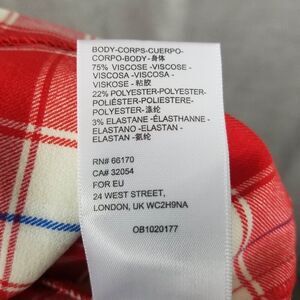 BODY-CORPS-CUERPO-
CORPO-BODY-身体
75% VISCOSE -VISCOSE -
VISCOSA -VISCOSA -
VISKOSE -粘胶
22% POLYESTER-POLYESTER-
POLIÉSTER-POLIESTERE-
POLYESTER-涤纶
3% ELASTANE -ÉLASTHANNE -
ELASTANO -ELASTAN -
ELASTAN -氨纶
RN# 66170
CA# 32054
FOR EU
24 WEST STREET,
LONDON, UK WC2H9NA
OB1020177